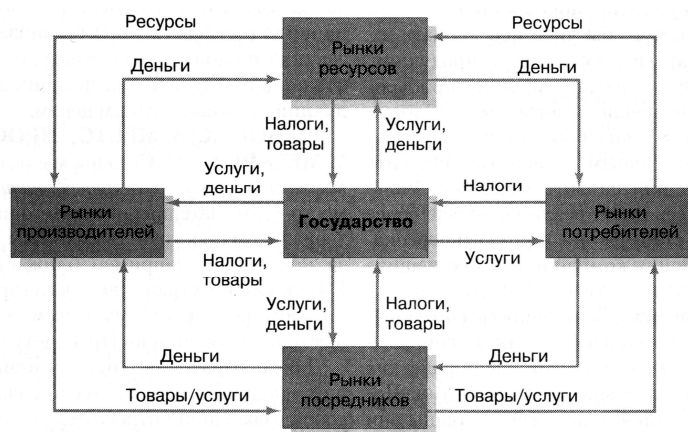 Ресурсы
Ресурсы
Рынки
ресурсов
Деньги
Деньги
Налоги,
товары
Услуги,
деньги
Услуги,
деньги
Налоги
Рынки
производителей
Государство
Рынки
потребителей
Налоги,
товары
Услуги
Услуги,
деньги
Налоги,
товары
Деньги
Деньги
Рынки
посредников
Товары/услуги
Товары/услуги